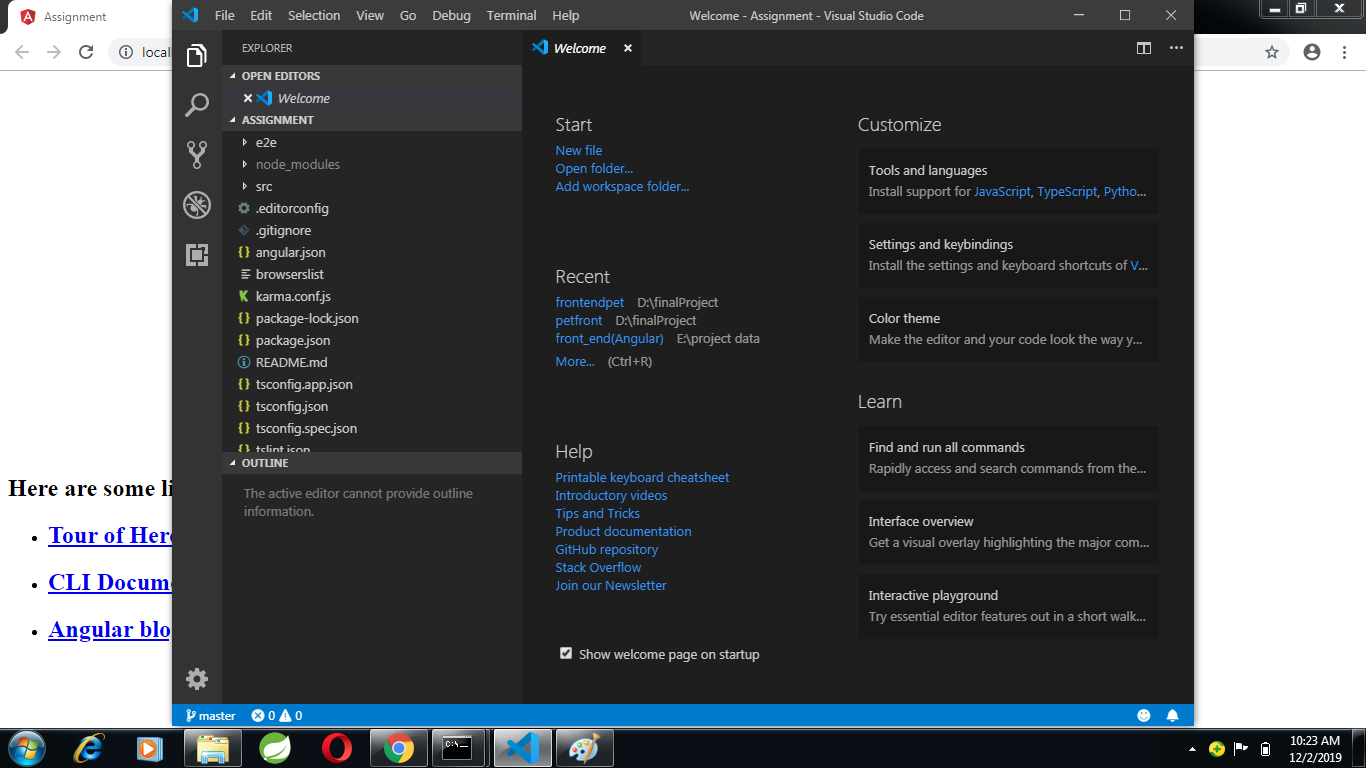 Assignment
local
File Edit Selection View Go Debug Terminal Help
Welcome - Assignment - Visual Studio Code
EXPLORER
OPEN EDITORS
Welcome
ASSIGNMENT
e2e
node_modules
src
.editorconfig
.gitignore
angular.json
browserslist
karma.conf.js
package-lock.json
package.json
README.md
tsconfig.app.json
tsconfig.json
tsconfig.spec.json
tslint.json
OUTLINE
The active editor cannot provide outline
information.
Welcome
Start
New file
Open folder...
Add workspace folder...
Recent
frontendpet D:\finalProject
petfront D:\finalProject
front_end(Angular) E:\project data
More... (Ctrl+R)
Help
Printable keyboard cheatsheet
Introductory videos
Tips and Tricks
Product documentation
GitHub repository
Stack Overflow
Join our Newsletter
Show welcome page on startup
Customize
Tools and languages
Install support for JavaScript, TypeScript, Pytho...
Settings and keybindings
Install the settings and keyboard shortcuts of V...
Color theme
Make the editor and your code look the way y...
Learn
Find and run all commands
Rapidly access and search commands from the...
Interface overview
Get a visual overlay highlighting the major com...
Interactive playground
Try essential editor features out in a short walk...
Here are some li
Tour of Her
CLI Docum
Angular blo
master 0 0
C:\.
10:23 AM
12/2/2019